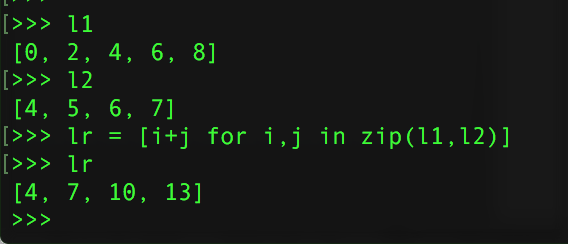 [>>> l1
[0, 2, 4, 6, 8]
[>>> l2
[4, 5, 6, 7]
[>>> lr = [i+j for i,j in zip(l1,l2)]
[>>> lr
[4, 7, 10, 13]
>>>